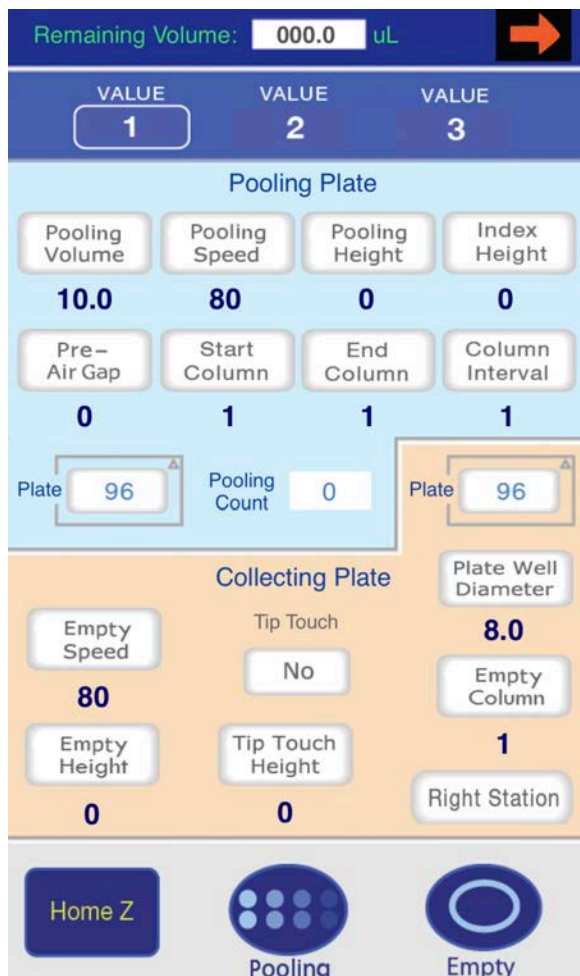 Remaining Volume: 000.0 uL
VALUE VALUE VALUE
1 2 3
Pooling Plate
Pooling Volume
Pooling Speed
Pooling Height
Index Height
10.0 80 0 0
Pre-Air Gap
Start Column
End Column
Column Interval
0 1 1 1
Plate 96
Pooling Count 0
Plate 96
Collecting Plate
Plate Well Diameter
8.0
Empty Speed
80
Tip Touch
No
Empty Column
1
Empty Height
0
Tip Touch Height
0
Right Station
Home Z
Pooling
Empty